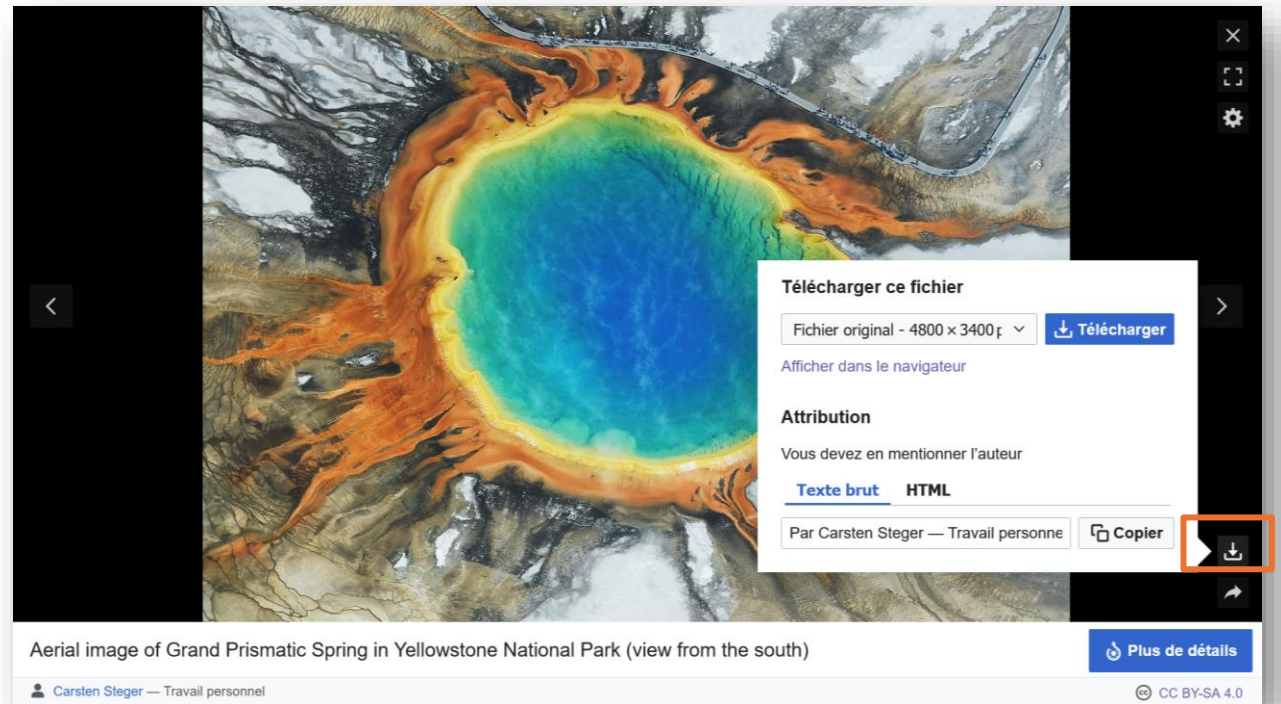 Télécharger ce fichier
Fichier original - 4800 × 3400 p
Télécharger
Afficher dans le navigateur
Attribution
Vous devez en mentionner l’auteur
Texte brut HTML
Par Carsten Steger — Travail personne
Copier
Aerial image of Grand Prismatic Spring in Yellowstone National Park (view from the south)
Plus de détails
Carsten Steger — Travail personnel
CC BY-SA 4.0